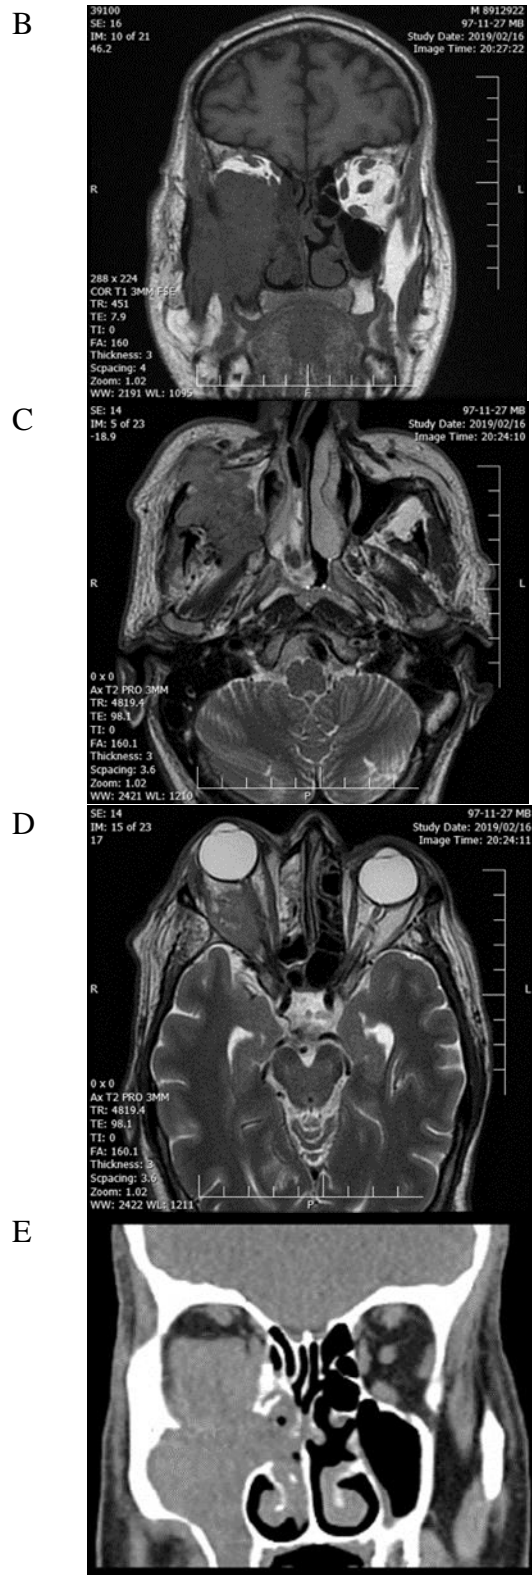 B
39100
SE: 16
IM: 10 of 21
46.2
M 8912922
97-11-27 MB
Study Date: 2019/02/16
Image Time: 20:27:22
R
L
288 x 224
COR T1 3MM FSE
TR: 451
TE: 7.9
TI: 0
FA: 160
Thickness: 3
Scpacing: 4
Zoom: 1.02
WW: 2191 WL: 1095
F
C
SE: 14
IM: 5 of 23
-18.9
97-11-27 MB
Study Date: 2019/02/16
Image Time: 20:24:10
R
L
0 x 0
Ax T2 PRO 3MM
TR: 4819.4
TE: 98.1
TI: 0
FA: 160.1
Thickness: 3
Scpacing: 3.6
Zoom: 1.02
WW: 2421 WL: 1210
P
D
SE: 14
IM: 15 of 23
17
97-11-27 MB
Study Date: 2019/02/16
Image Time: 20:24:11
R
L
0 x 0
Ax T2 PRO 3MM
TR: 4819.4
TE: 98.1
TI: 0
FA: 160.1
Thickness: 3
Scpacing: 3.6
Zoom: 1.02
WW: 2422 WL: 1211
P
E